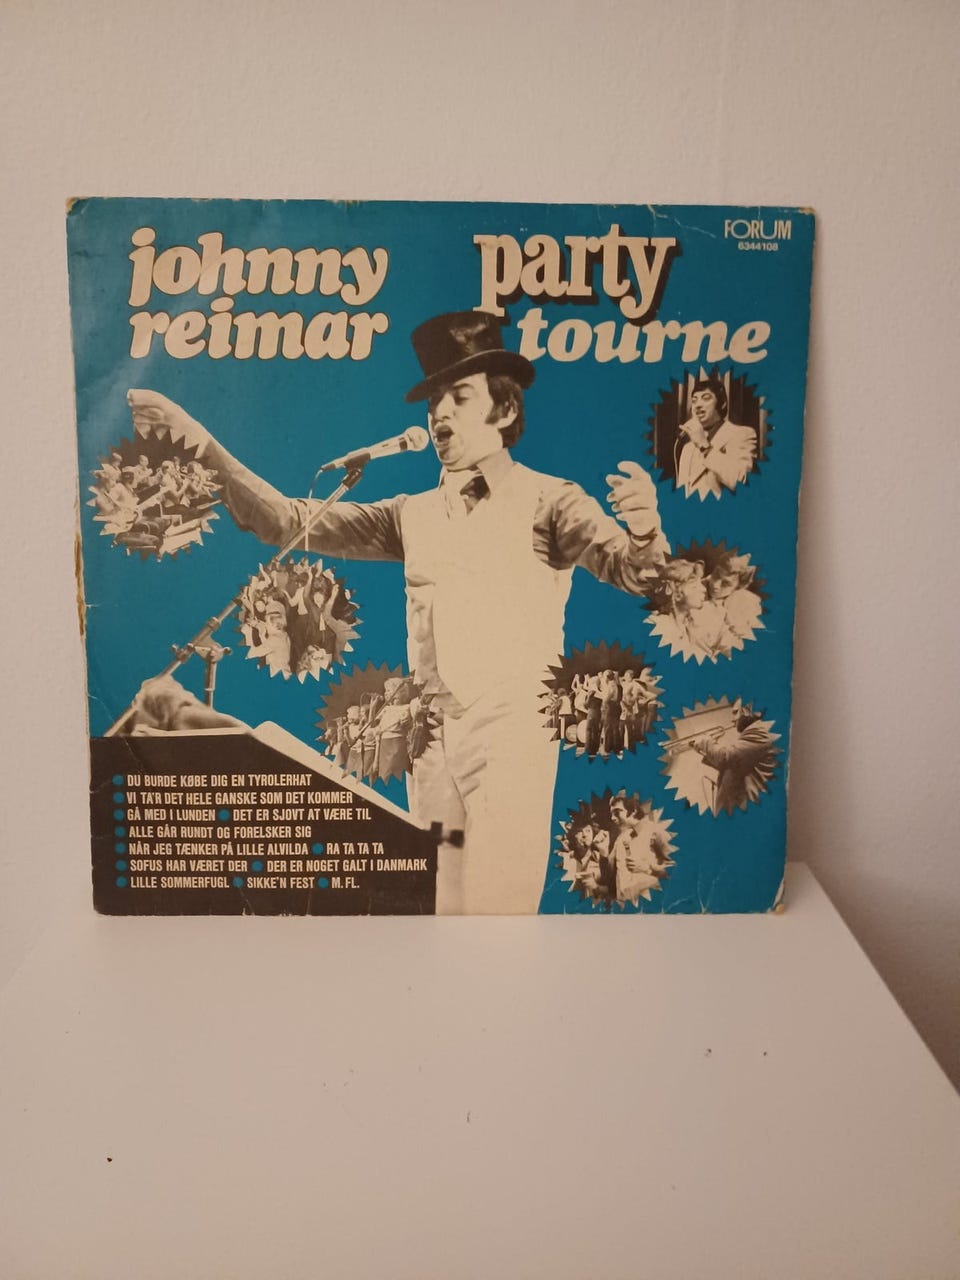 johnny
reimar
party
tourne
FORUM
6344108
● DU BURDE KØBE DIG EN TYROLERHAT
● VI TA'R DET HELE GANSKE SOM DET KOMMER
● GÅ MED I LUNDEN ● DET ER SJOVT AT VÆRE TIL
● ALLE GÅR RUNDT OG FORELSKER SIG
● NÅR JEG TÆNKER PÅ LILLE ALVILDA ● RA TA TA TA
● SOFUS HAR VÆRET DER ● DER ER NOGET GALT I DANMARK
● LILLE SOMMERFUGL ● SIKKE'N FEST ● M. FL.